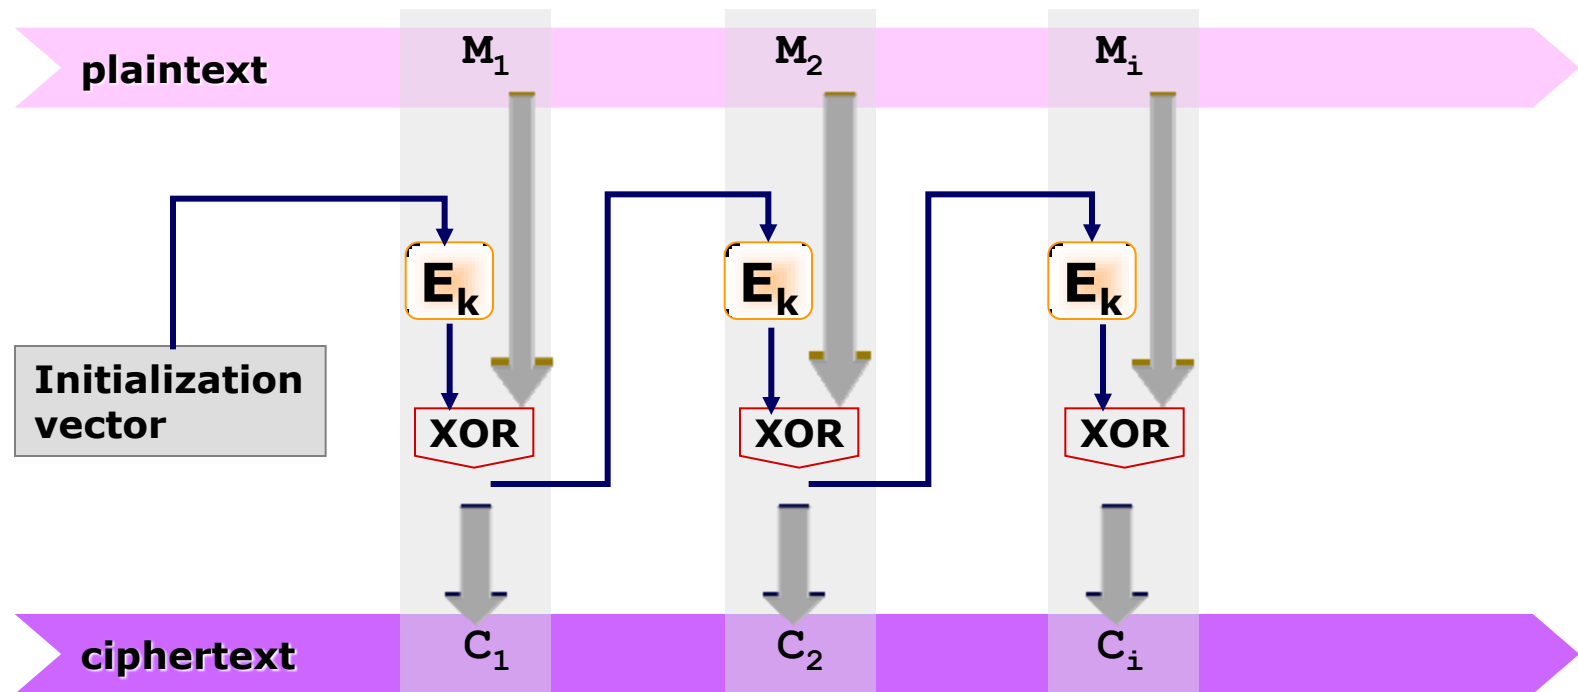 plaintext M₁ M₂ Mᵢ
Eₖ Eₖ Eₖ
Initialization
vector
XOR XOR XOR
ciphertext C₁ C₂ Cᵢ